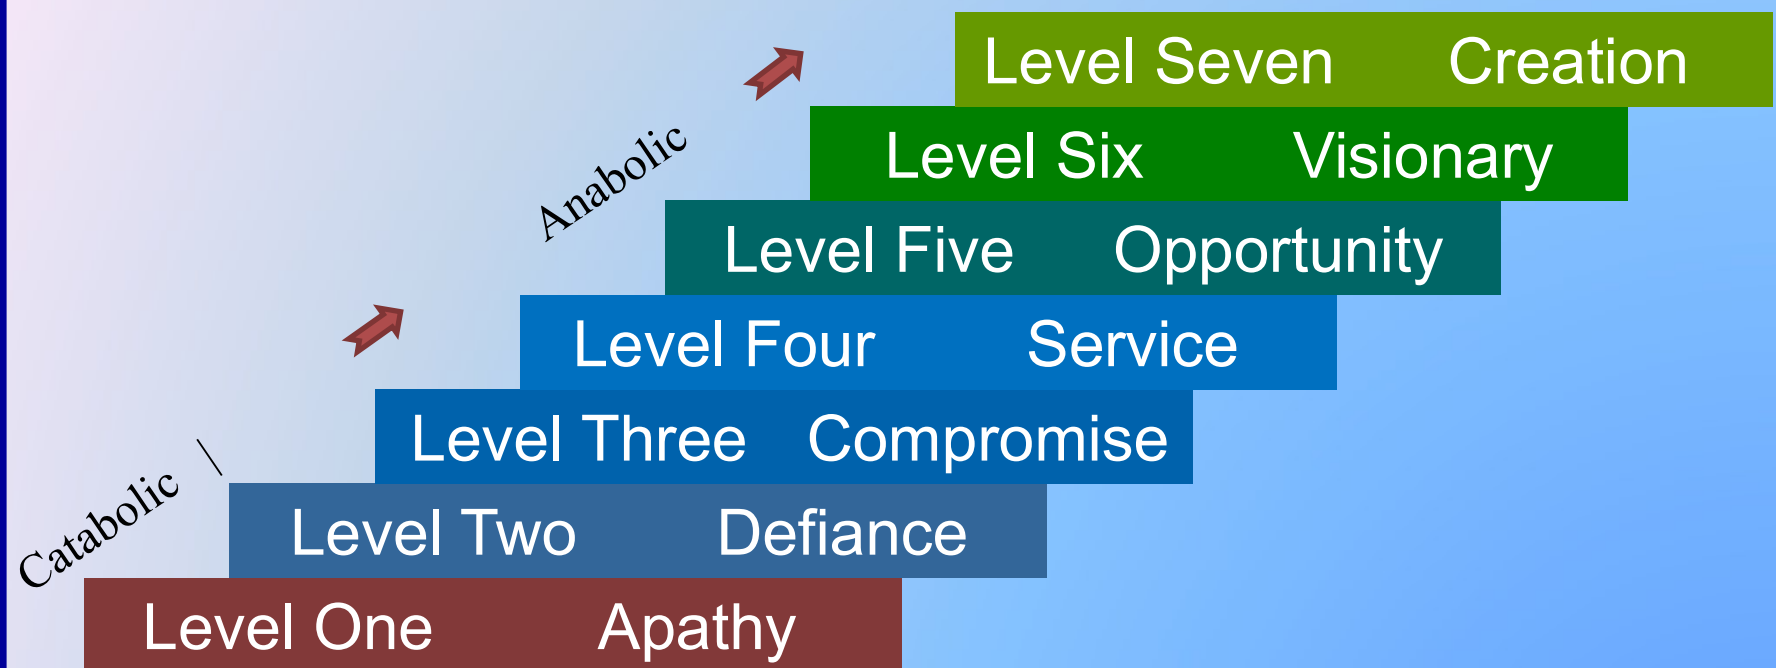 Level Seven Creation
Level Six Visionary
Anabolic
Level Five Opportunity
Level Four Service
Level Three Compromise
Catabolic |
Level Two Defiance
Level One Apathy